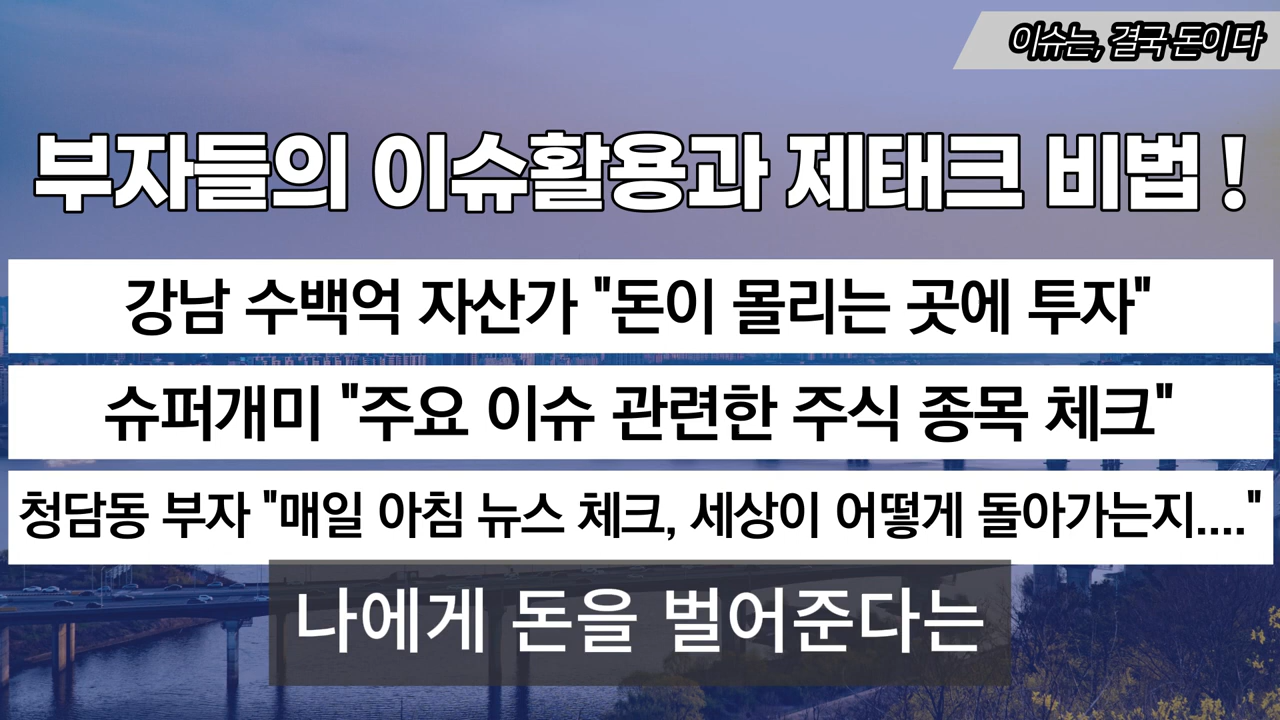 이슈는, 결국 돈이다
부자들의 이슈활용과 제태크 비법 !
강남 수백억 자산가 "돈이 몰리는 곳에 투자"
슈퍼개미 "주요 이슈 관련한 주식 종목 체크"
청담동 부자 "매일 아침 뉴스 체크, 세상이 어떻게 돌아가는지...."
나에게 돈을 벌어준다는